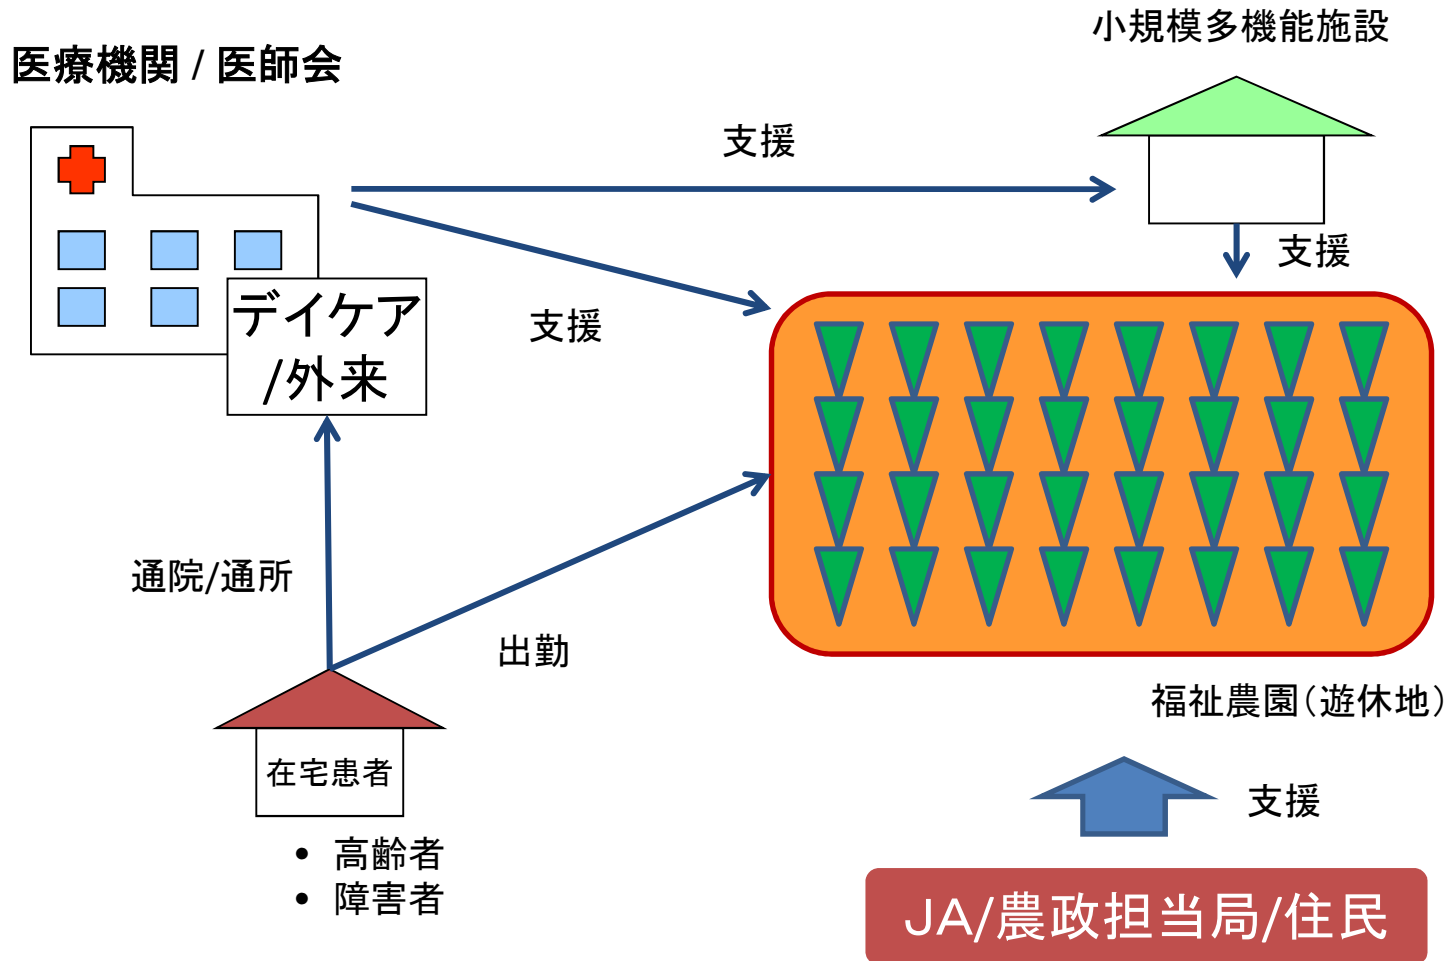 小規模多機能施設
医療機関 / 医師会
支援
支援
デイケア
/外来
支援
通院/通所
出勤
福祉農園（遊休地）
在宅患者
支援
• 高齢者
• 障害者
JA/農政担当局/住民